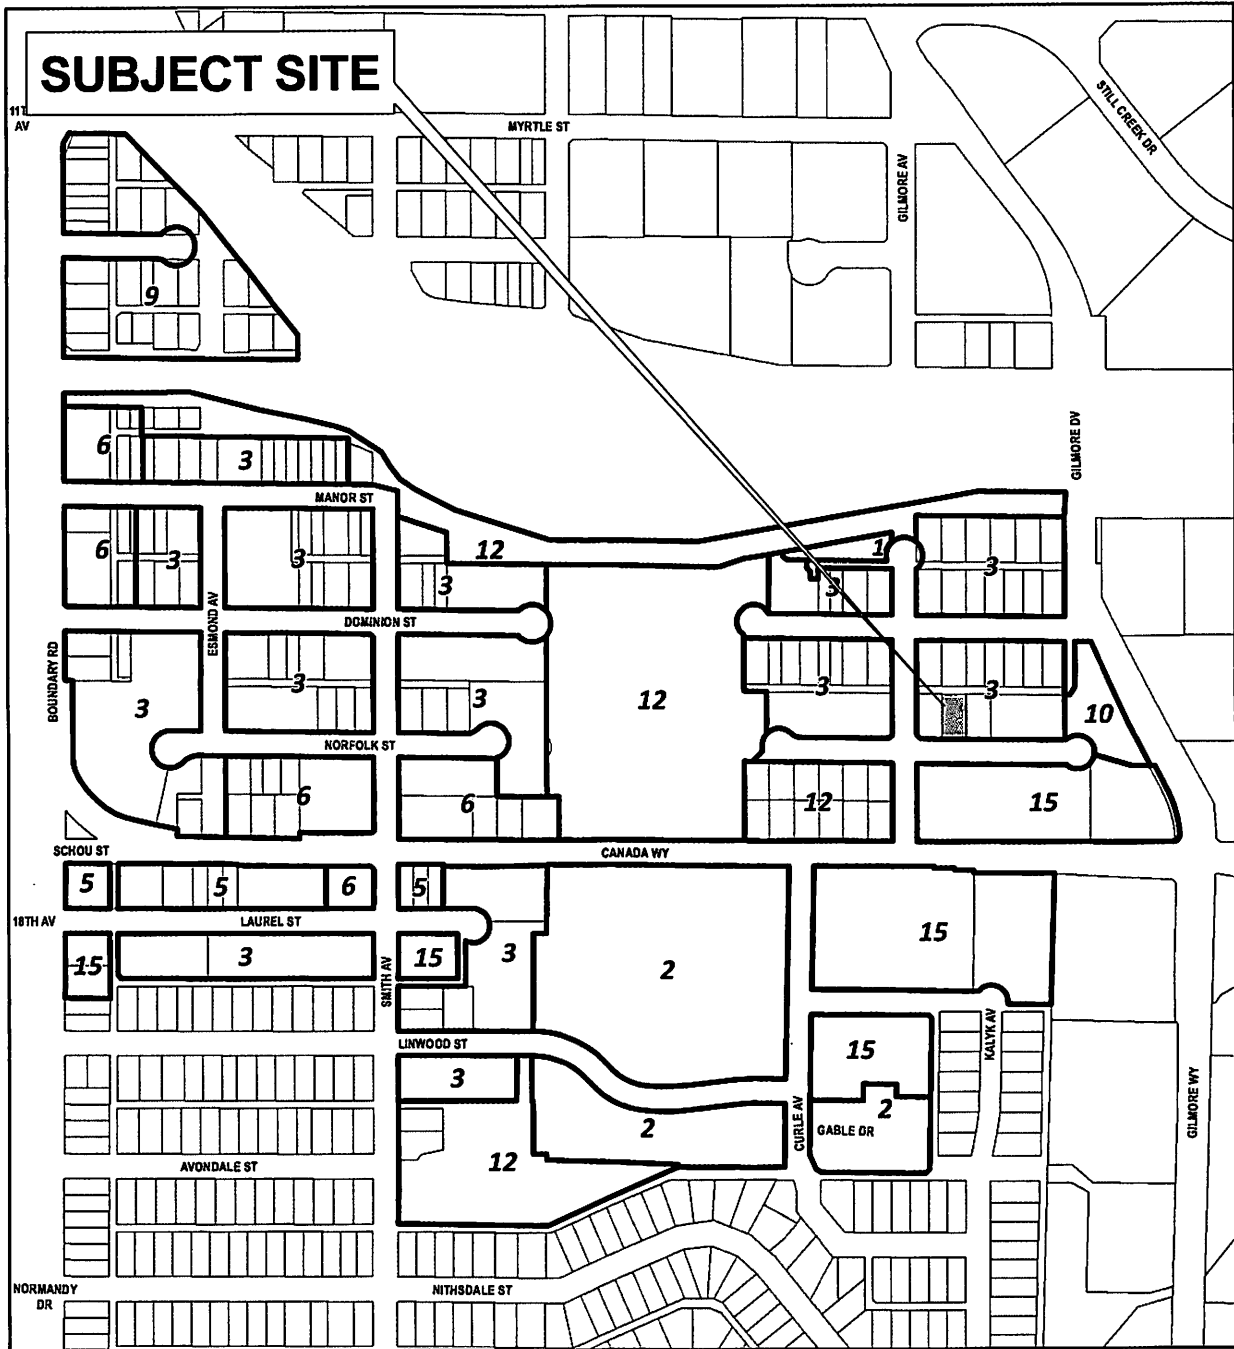 SUBJECT SITE
AV
MYRTLE ST
STILL CREEK DR
GILMORE AV
9
GILMORE DV
6
3
MANOR ST
12
1
6
3
3
3
3
3
ESMOND AV
DOMINION ST
BOUNDARY RD
3
3
3
12
3
3
10
NORFOLK ST
6
6
12
15
SCHOU ST
CANADA WY
5
5
6
5
18TH AV
LAUREL ST
15
3
SMITH AV
15
3
2
15
KALYK AV
LINWOOD ST
3
15
2
2
CURLE AV
GABLE DR
GILMORE WY
12
AVONDALE ST
NORMANDY
DR
NITHSDALE ST